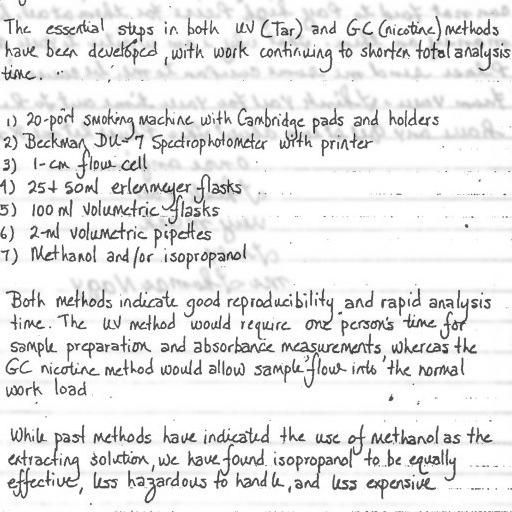 The essential steps in both UV (Tar) and GC (nicotine) methods
have been developed, with work continuing to shorten total analysis
time.
1) 20-port smoking machine with Cambridge pads and holders
2) Beckman DU-7 Spectrophotometer with printer
3) 1-cm flow cell
4) 25+50ml erlenmeyer flasks
5) 100 ml volumetric flasks
6) 2-ml volumetric pipettes
7) Methanol and/or isopropanol
Both methods indicate good reproducibility and rapid analysis
time. The UV method would require one person's time for
sample preparation and absorbance measurements whereas the
GC nicotine method would allow sample flow into the normal
work load
While past methods have indicated the use of methanol as the
extracting solution, we have found isopropanol to be equally
effective, less hazardous to handle, and less expensive